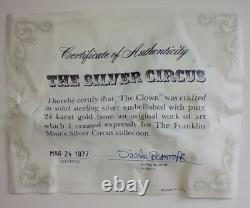 Certificate of Authenticity
THE SILVER CIRCUS
I hereby certify that "The Clown" was crafted
in solid sterling silver embellished with pure
24 karat gold from an original work of art
which I created expressly for The Franklin
Mint's Silver Circus collection.
MAR 24 1977
CERTIFIED